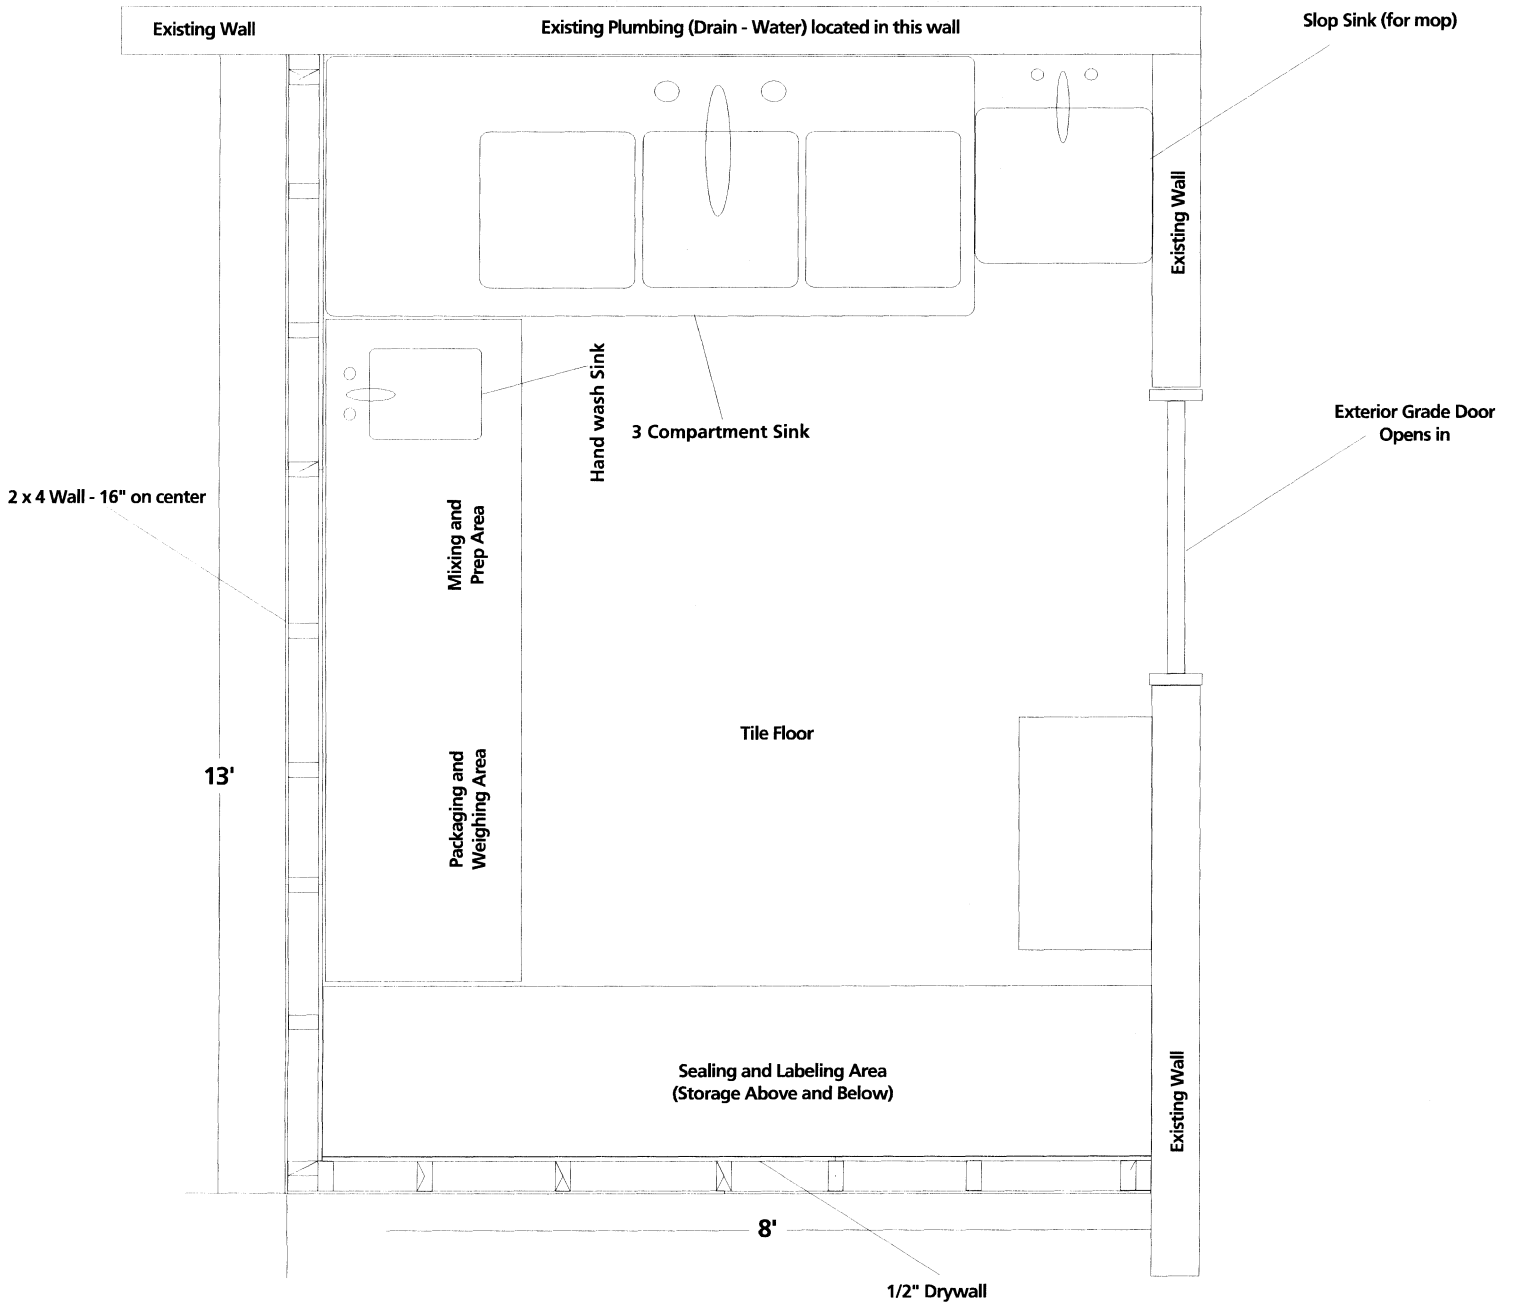 Existing Wall
Existing Plumbing (Drain - Water) located in this wall
Slop Sink (for mop)
Existing Wall
Hand wash Sink
3 Compartment Sink
Exterior Grade Door
Opens in
2 x 4 Wall - 16" on center
Mixing and
Prep Area
Tile Floor
13'
Packaging and
Weighing Area
Sealing and Labeling Area
(Storage Above and Below)
Existing Wall
8'
1/2" Drywall